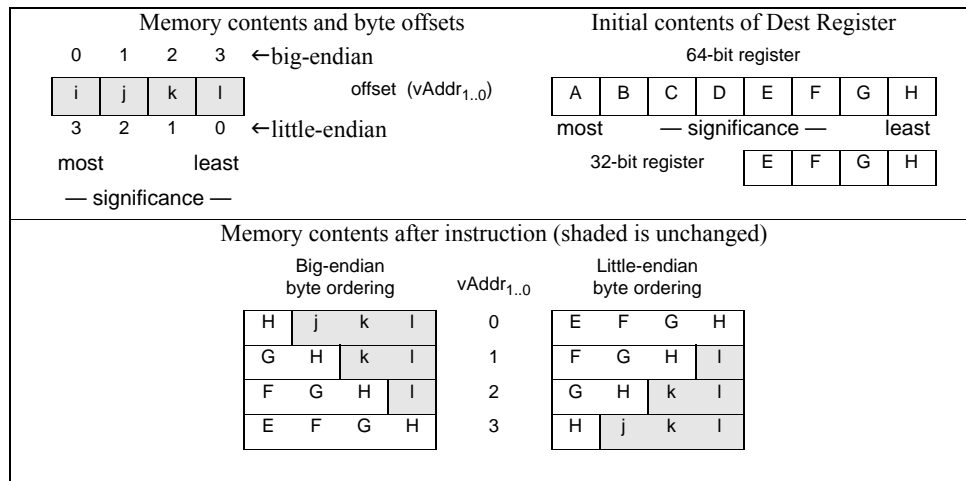 Memory contents and byte offsets
0 1 2 3 ←big-endian
i j k l offset (vAddr1..0)
3 2 1 0 ←little-endian
most least
— significance —
Initial contents of Dest Register
64-bit register
A B C D E F G H
most — significance — least
32-bit register E F G H
Memory contents after instruction (shaded is unchanged)
Big-endian
byte ordering
vAddr1..0
Little-endian
byte ordering
H j k l 0 E F G H
G H k l 1 F G H l
F G H l 2 G H k l
E F G H 3 H j k l